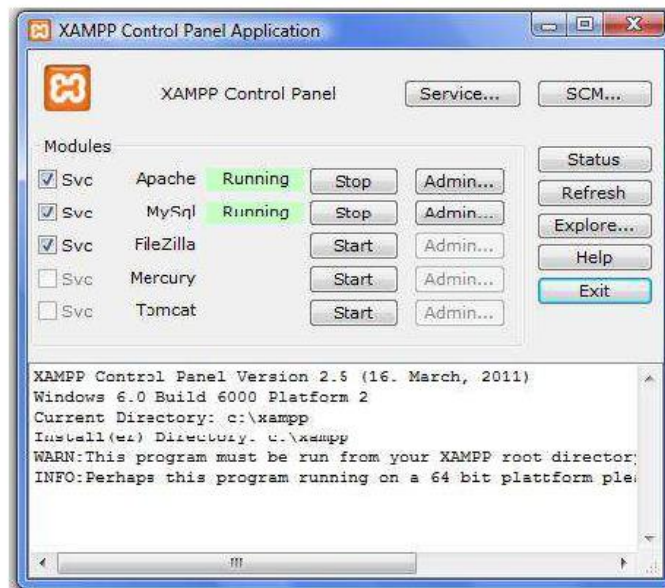 XAMPP Control Panel Application
XAMPP Control Panel Service... SCM...
Modules
Svc Apache Running Stop Admin...
Svc MySql Running Stop Admin...
Svc FileZilla Start Admin...
Svc Mercury Start Admin...
Svc Tomcat Start Admin...
Status
Refresh
Explore...
Help
Exit
XAMPP Control Panel Version 2.5 (16. March, 2011)
Windows 6.0 Build 6000 Platform 2
Current Directory: c:\xampp
Install(er) Directory: c:\xampp
WARN:This program must be run from your XAMPP root directory
INFO:Perhaps this program running on a 64 bit plattform